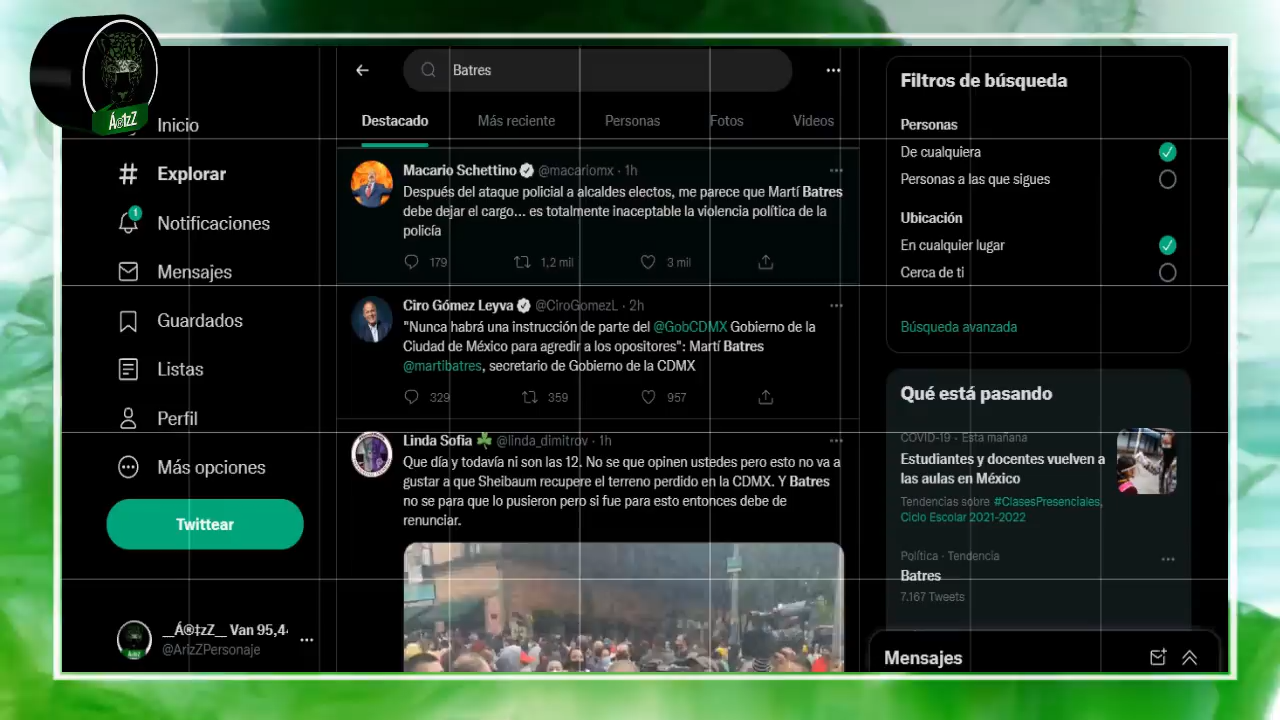 Á®‡zZ
Inicio
Explorar
1
Notificaciones
Mensajes
Guardados
Listas
Perfil
Más opciones
Twittear
__Á®‡zZ__ Van 95,4
@ArizZPersonaje
Batres
Destacado
Más reciente
Personas
Fotos
Videos
Macario Schettino @macariomx · 1h
Después del ataque policial a alcaldes electos, me parece que Martí Batres
debe dejar el cargo... es totalmente inaceptable la violencia política de la
policía
179
1,2 mil
3 mil
Ciro Gómez Leyva @CiroGomezL · 2h
"Nunca habrá una instrucción de parte del @GobCDMX Gobierno de la
Ciudad de México para agredir a los opositores": Martí Batres
@martibatres, secretario de Gobierno de la CDMX
329
359
957
Linda Sofia ☘ @linda_dimitrov · 1h
Que día y todavía ni son las 12. No se que opinen ustedes pero esto no va a
gustar a que Sheibaum recupere el terreno perdido en la CDMX. Y Batres
no se para que lo pusieron pero si fue para esto entonces debe de
renunciar.
Filtros de búsqueda
Personas
De cualquiera
Personas a las que sigues
Ubicación
En cualquier lugar
Cerca de ti
Búsqueda avanzada
Qué está pasando
COVID-19 · Esta mañana
Estudiantes y docentes vuelven a
las aulas en México
Tendencias sobre #ClasesPresenciales,
Ciclo Escolar 2021-2022
Política · Tendencia
Batres
7.167 Tweets
Mensajes